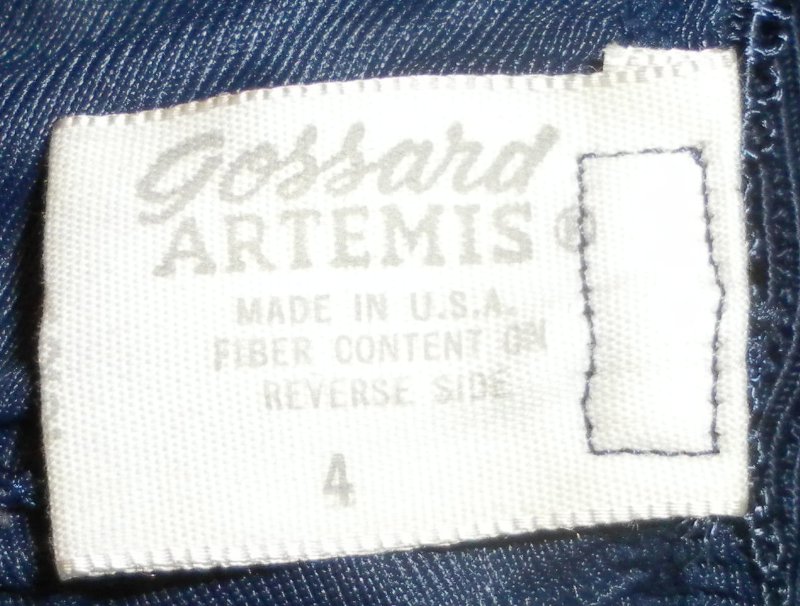 Gossard
ARTEMIS ®
MADE IN U.S.A.
FIBER CONTENT ON
REVERSE SIDE
4